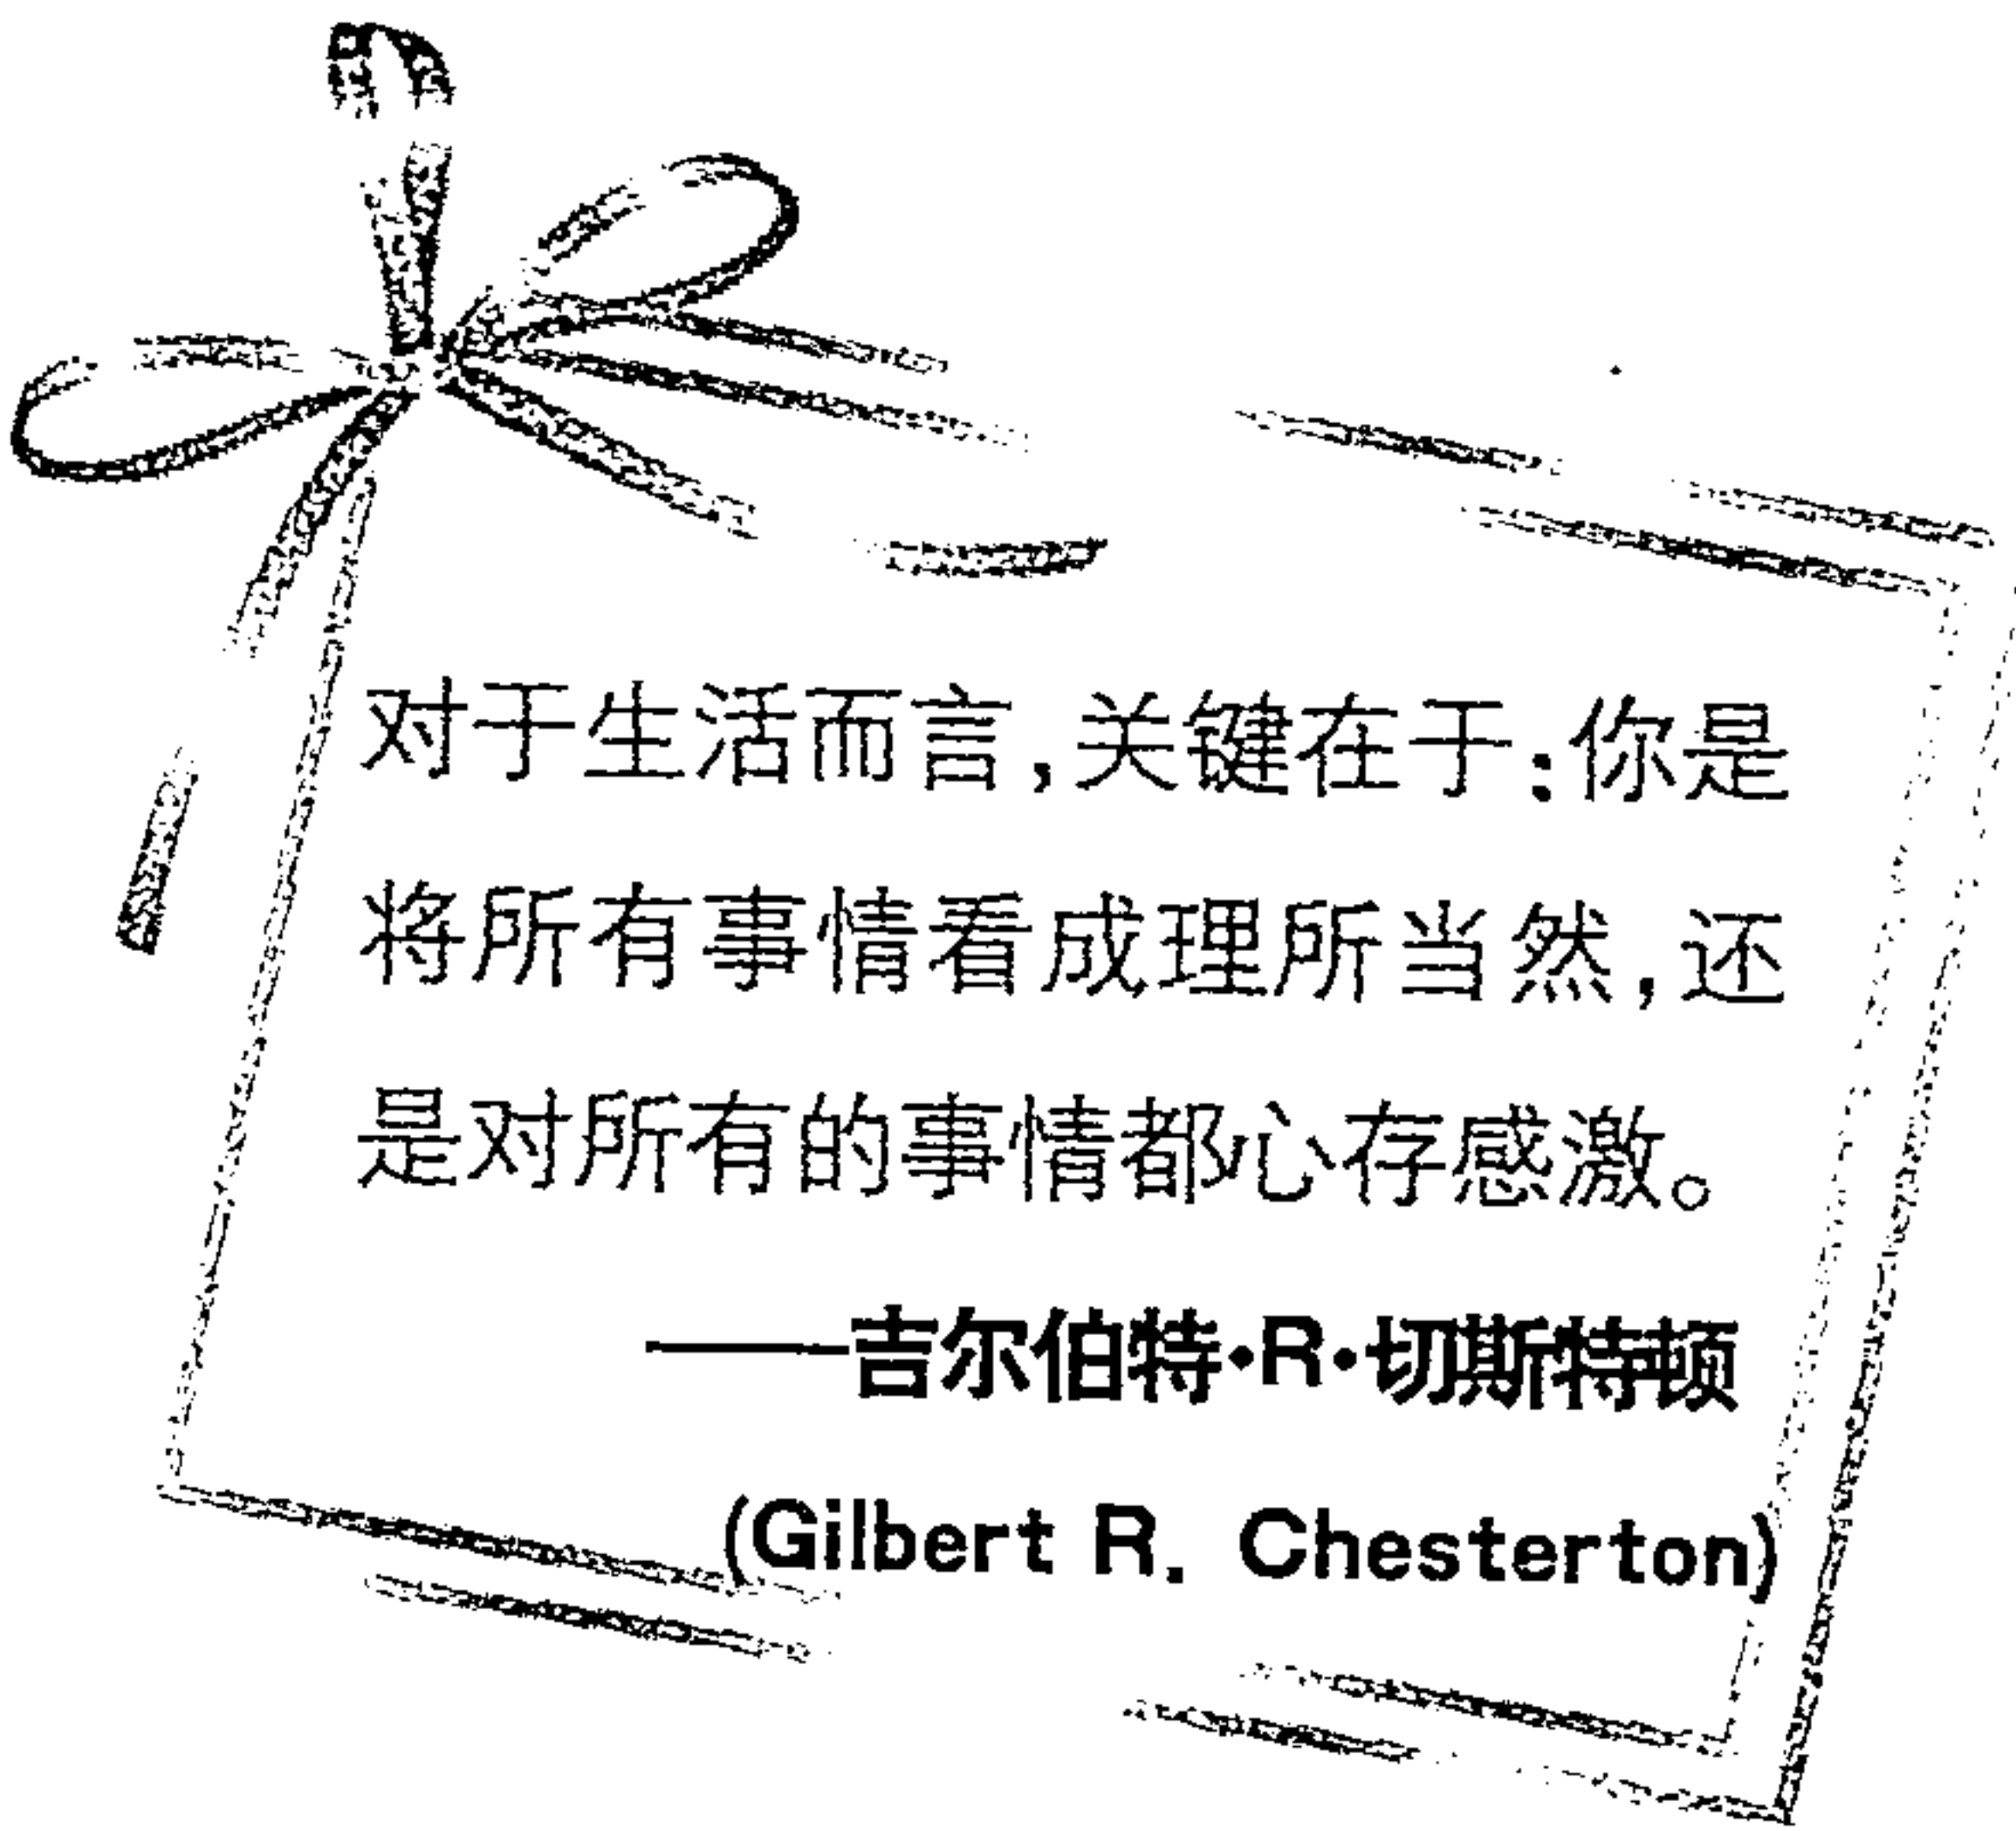 对于生活而言,关键在于:你是
将所有事情看成理所当然,还
是对所有的事情都心存感激。
——吉尔伯特·R·切斯特顿
(Gilbert R. Chesterton)